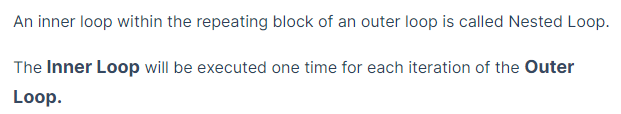 An inner loop within the repeating block of an outer loop is called Nested Loop.
The Inner Loop will be executed one time for each iteration of the Outer
Loop.